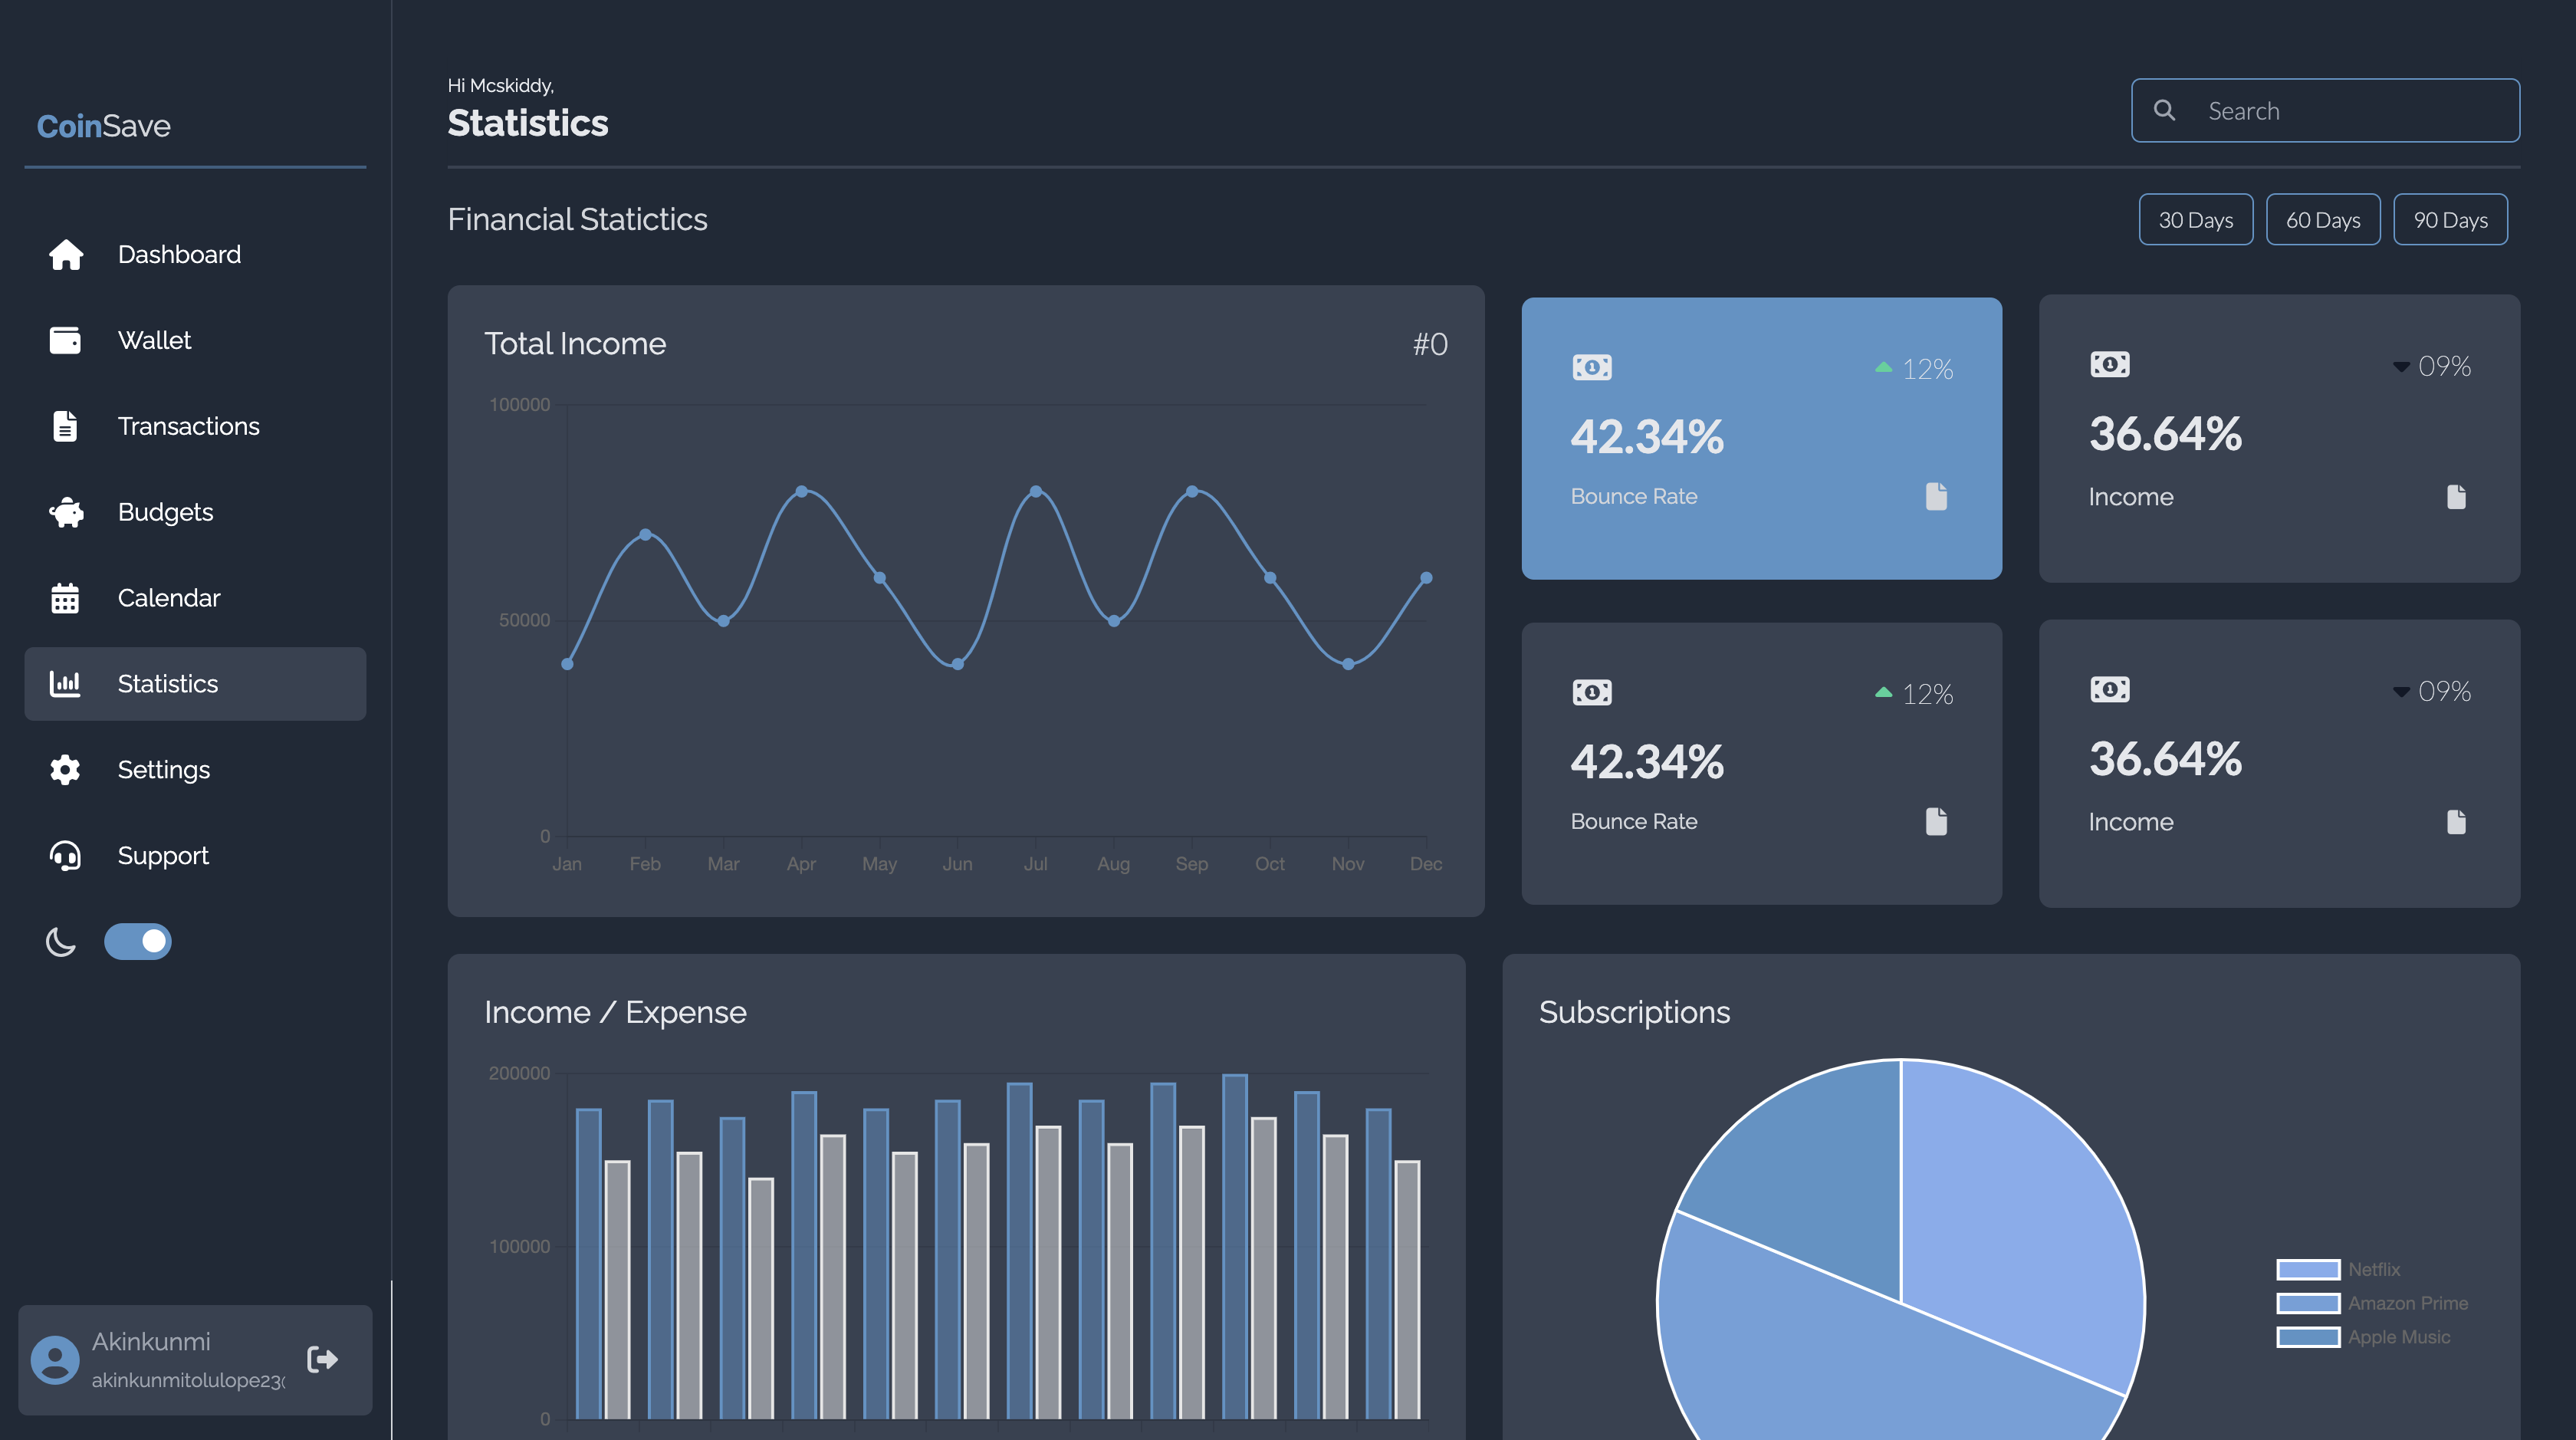 CoinSave
Dashboard
Wallet
Transactions
Budgets
Calendar
Statistics
Settings
Support
Akinkunmi
akinkunmitolulope23
Hi Mcskiddy,
Statistics
Search
Financial Statictics
30 Days
60 Days
90 Days
Total Income
#0
100000
50000
0
Jan Feb Mar Apr May Jun Jul Aug Sep Oct Nov Dec
12%
42.34%
Bounce Rate
09%
36.64%
Income
12%
42.34%
Bounce Rate
09%
36.64%
Income
Income / Expense
200000
100000
0
Subscriptions
Netflix
Amazon Prime
Apple Music